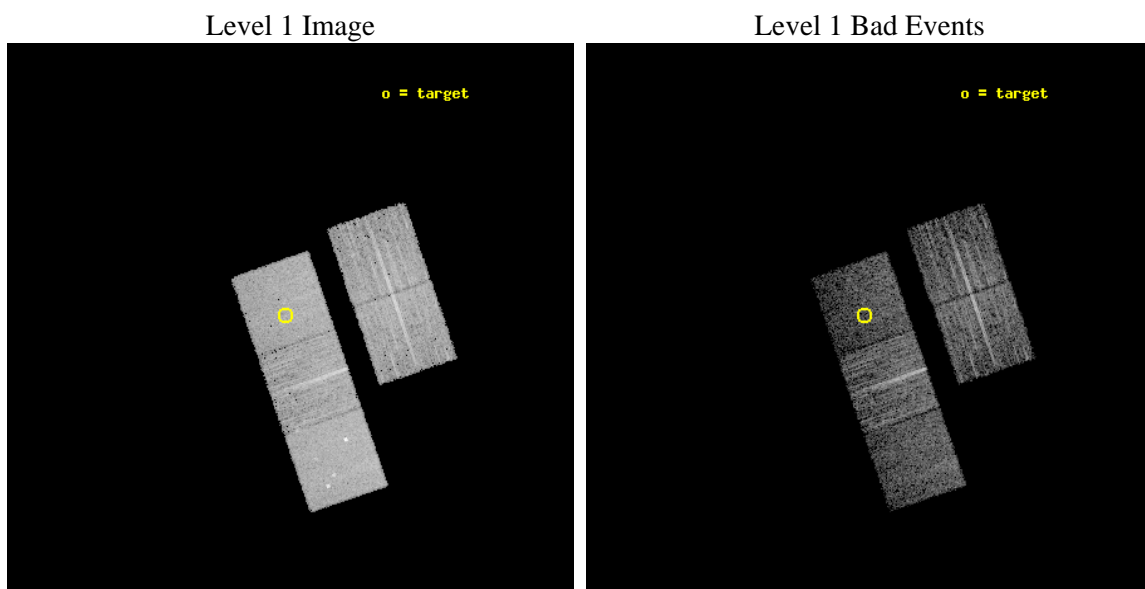 Level 1 Image
Level 1 Bad Events
o = target
o = target